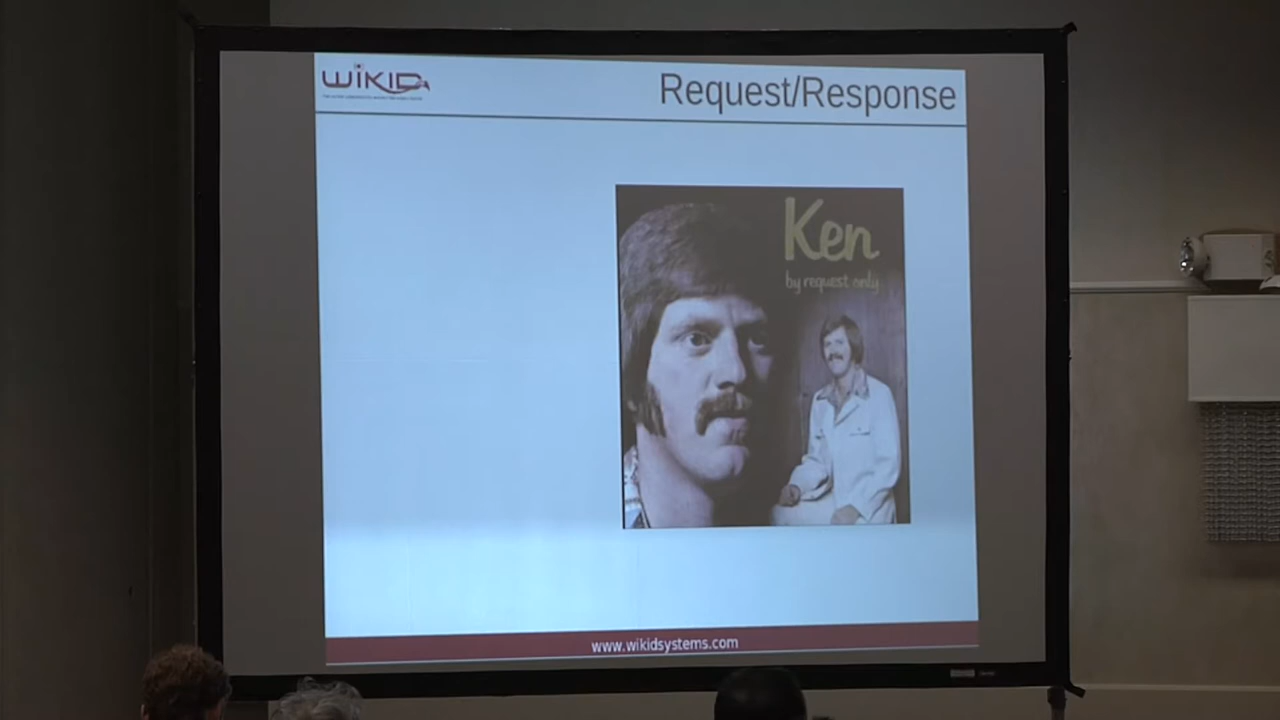 WiKID
Request/Response
Ken
by request only
www.wikidsystems.com